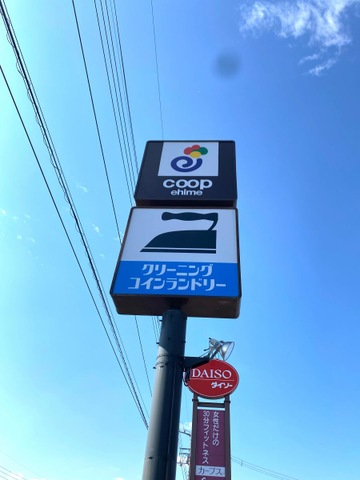 coop
ehime
クリーニング
コインランドリー
DAISO
ダイソー
女性だけの
30分フィットネス
カーブス